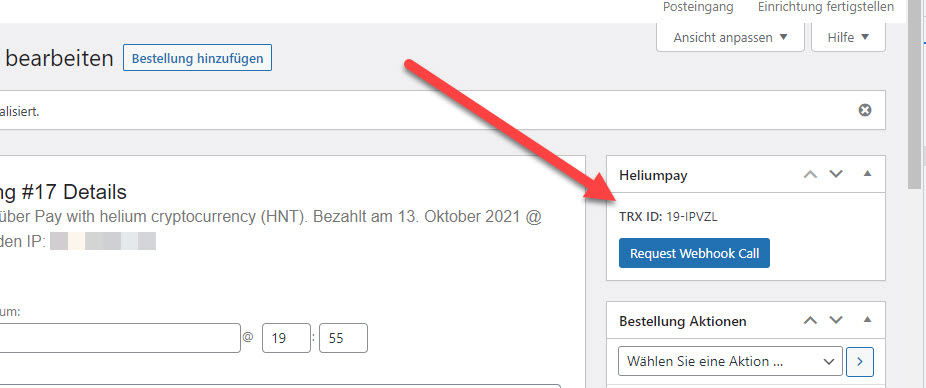 Posteingang Einrichtung fertigstellen
Ansicht anpassen Hilfe
bearbeiten Bestellung hinzufügen
alisiert.
Heliumpay
ng #17 Details
über Pay with helium cryptocurrency (HNT). Bezahlt am 13. Oktober 2021 @
TRX ID: 19-IPVZL
den IP:
Request Webhook Call
um:
@ 19 : 55
Bestellung Aktionen
Wählen Sie eine Aktion ...